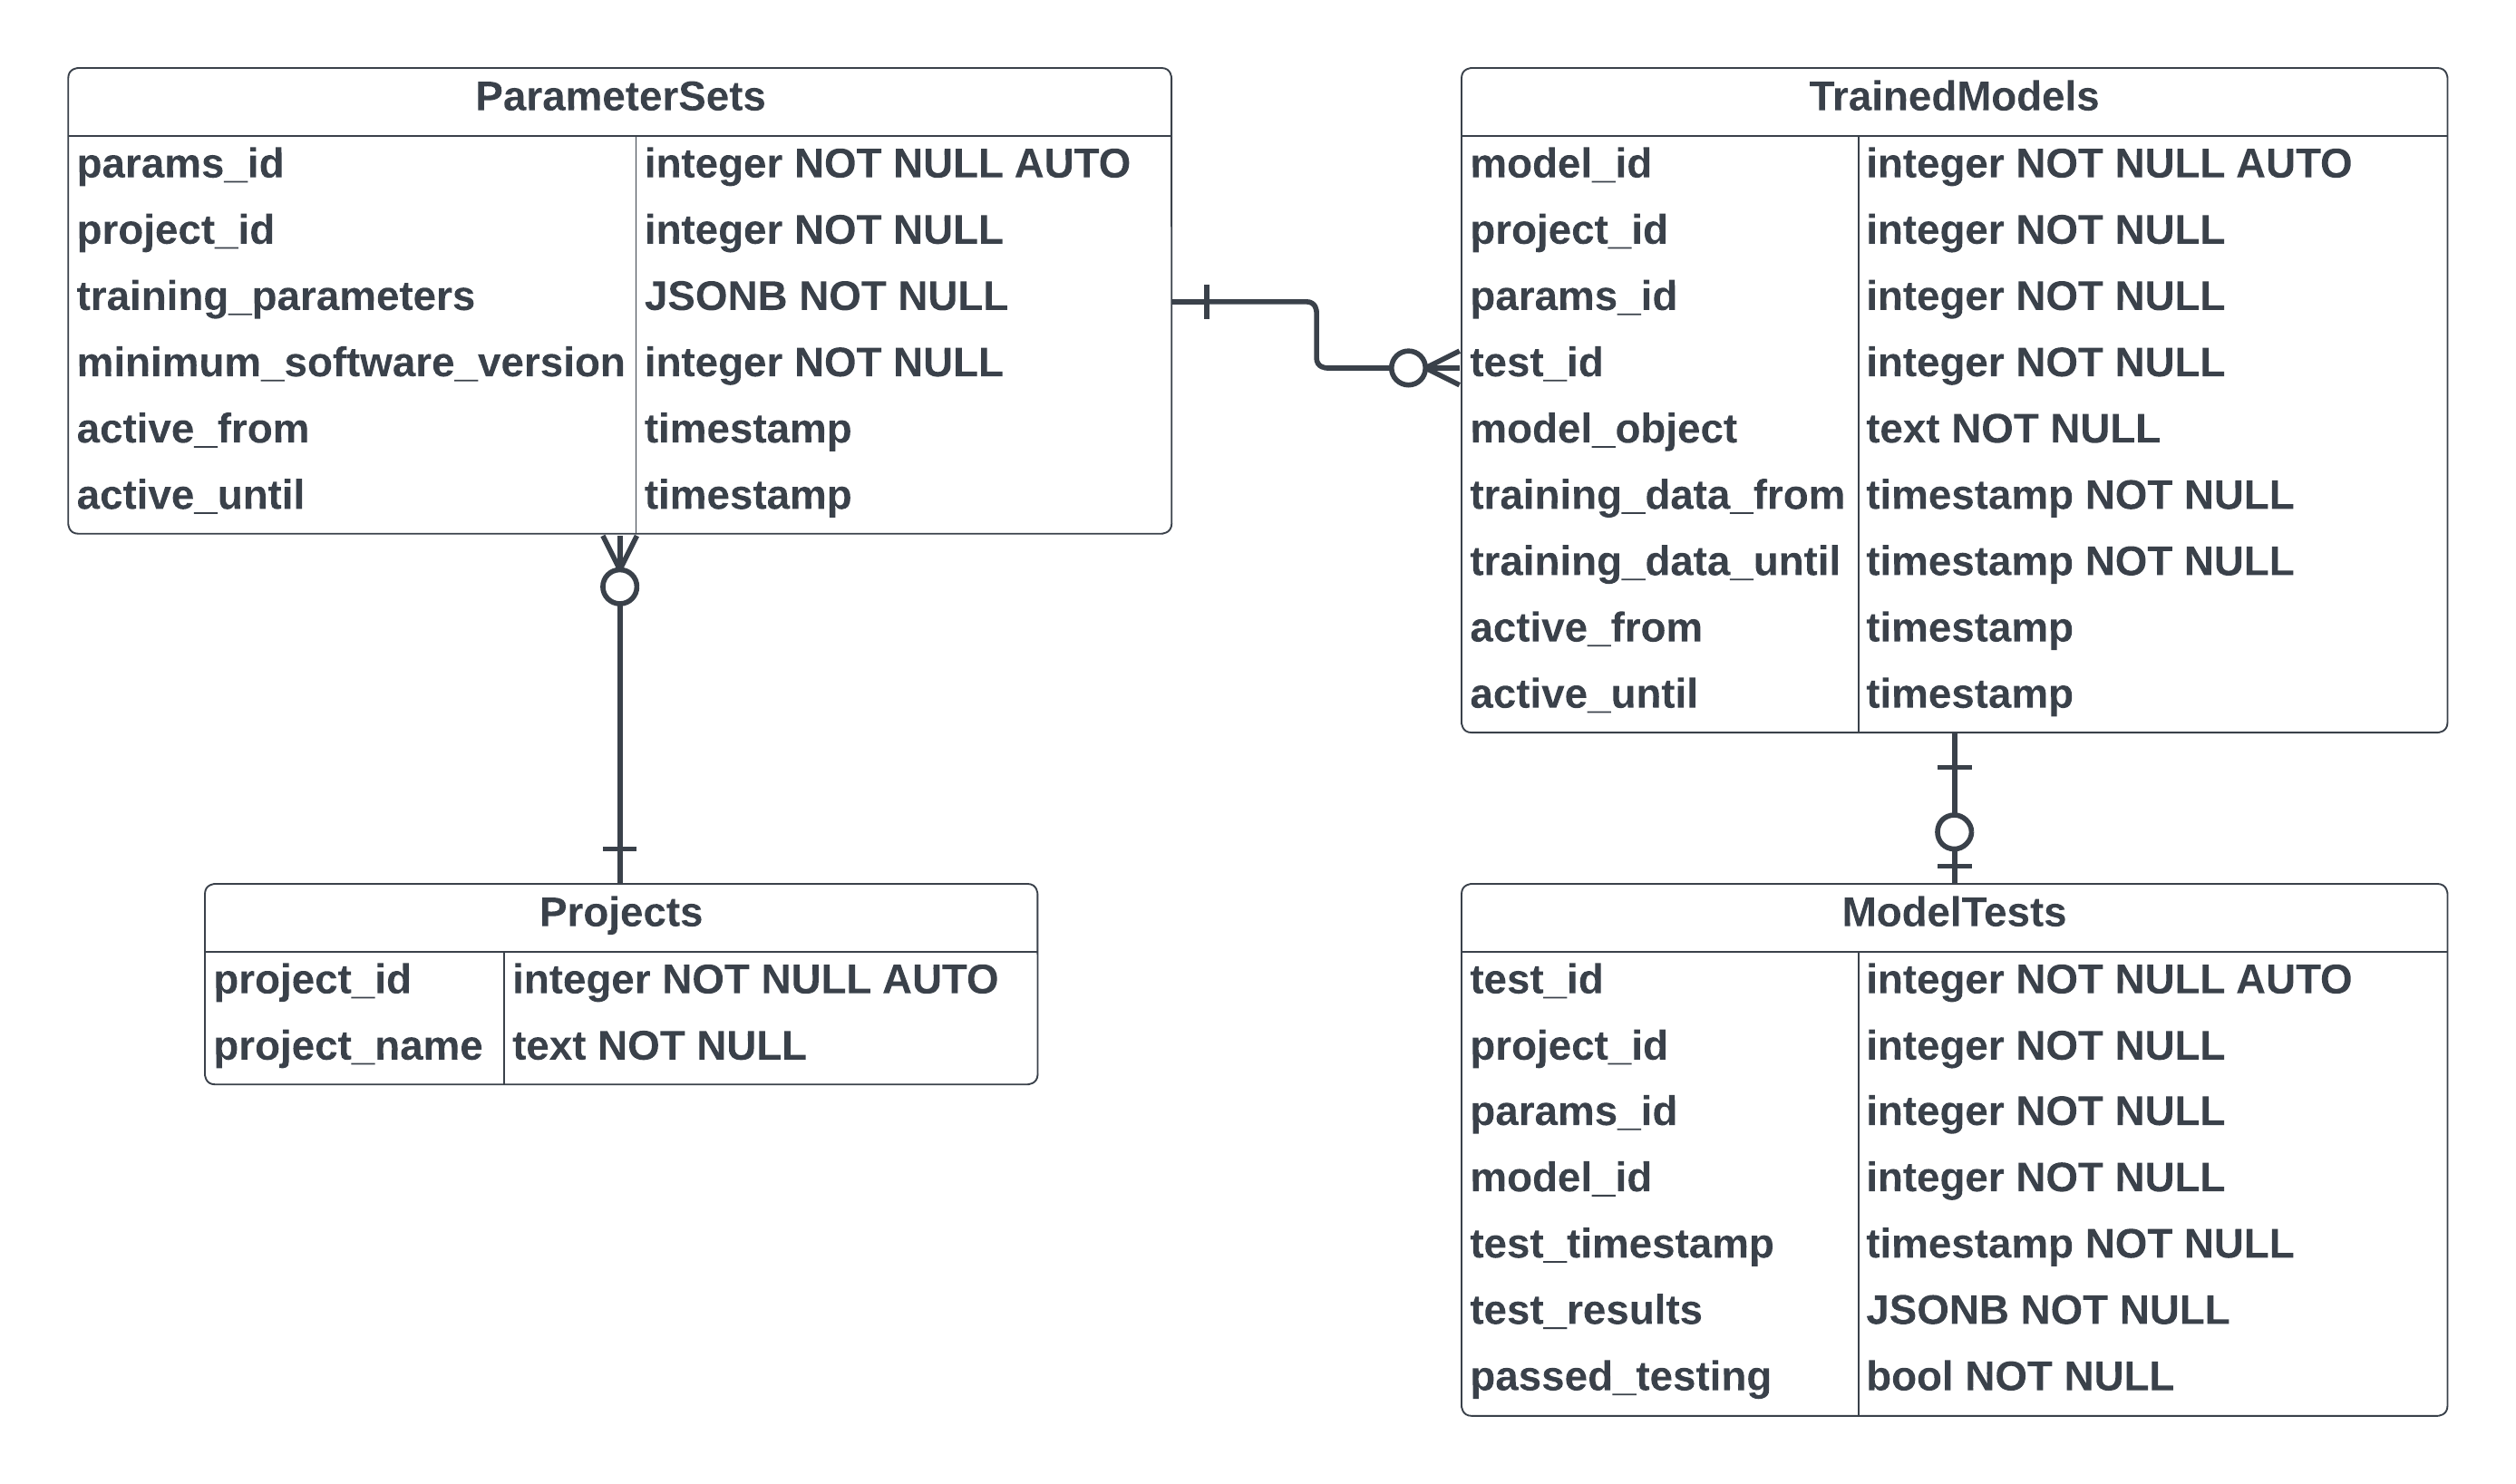 ParameterSets
params_id integer NOT NULL AUTO
project_id integer NOT NULL
training_parameters JSONB NOT NULL
minimum_software_version integer NOT NULL
active_from timestamp
active_until timestamp
TrainedModels
model_id integer NOT NULL AUTO
project_id integer NOT NULL
params_id integer NOT NULL
test_id integer NOT NULL
model_object text NOT NULL
training_data_from timestamp NOT NULL
training_data_until timestamp NOT NULL
active_from timestamp
active_until timestamp
Projects
project_id integer NOT NULL AUTO
project_name text NOT NULL
ModelTests
test_id integer NOT NULL AUTO
project_id integer NOT NULL
params_id integer NOT NULL
model_id integer NOT NULL
test_timestamp timestamp NOT NULL
test_results JSONB NOT NULL
passed_testing bool NOT NULL